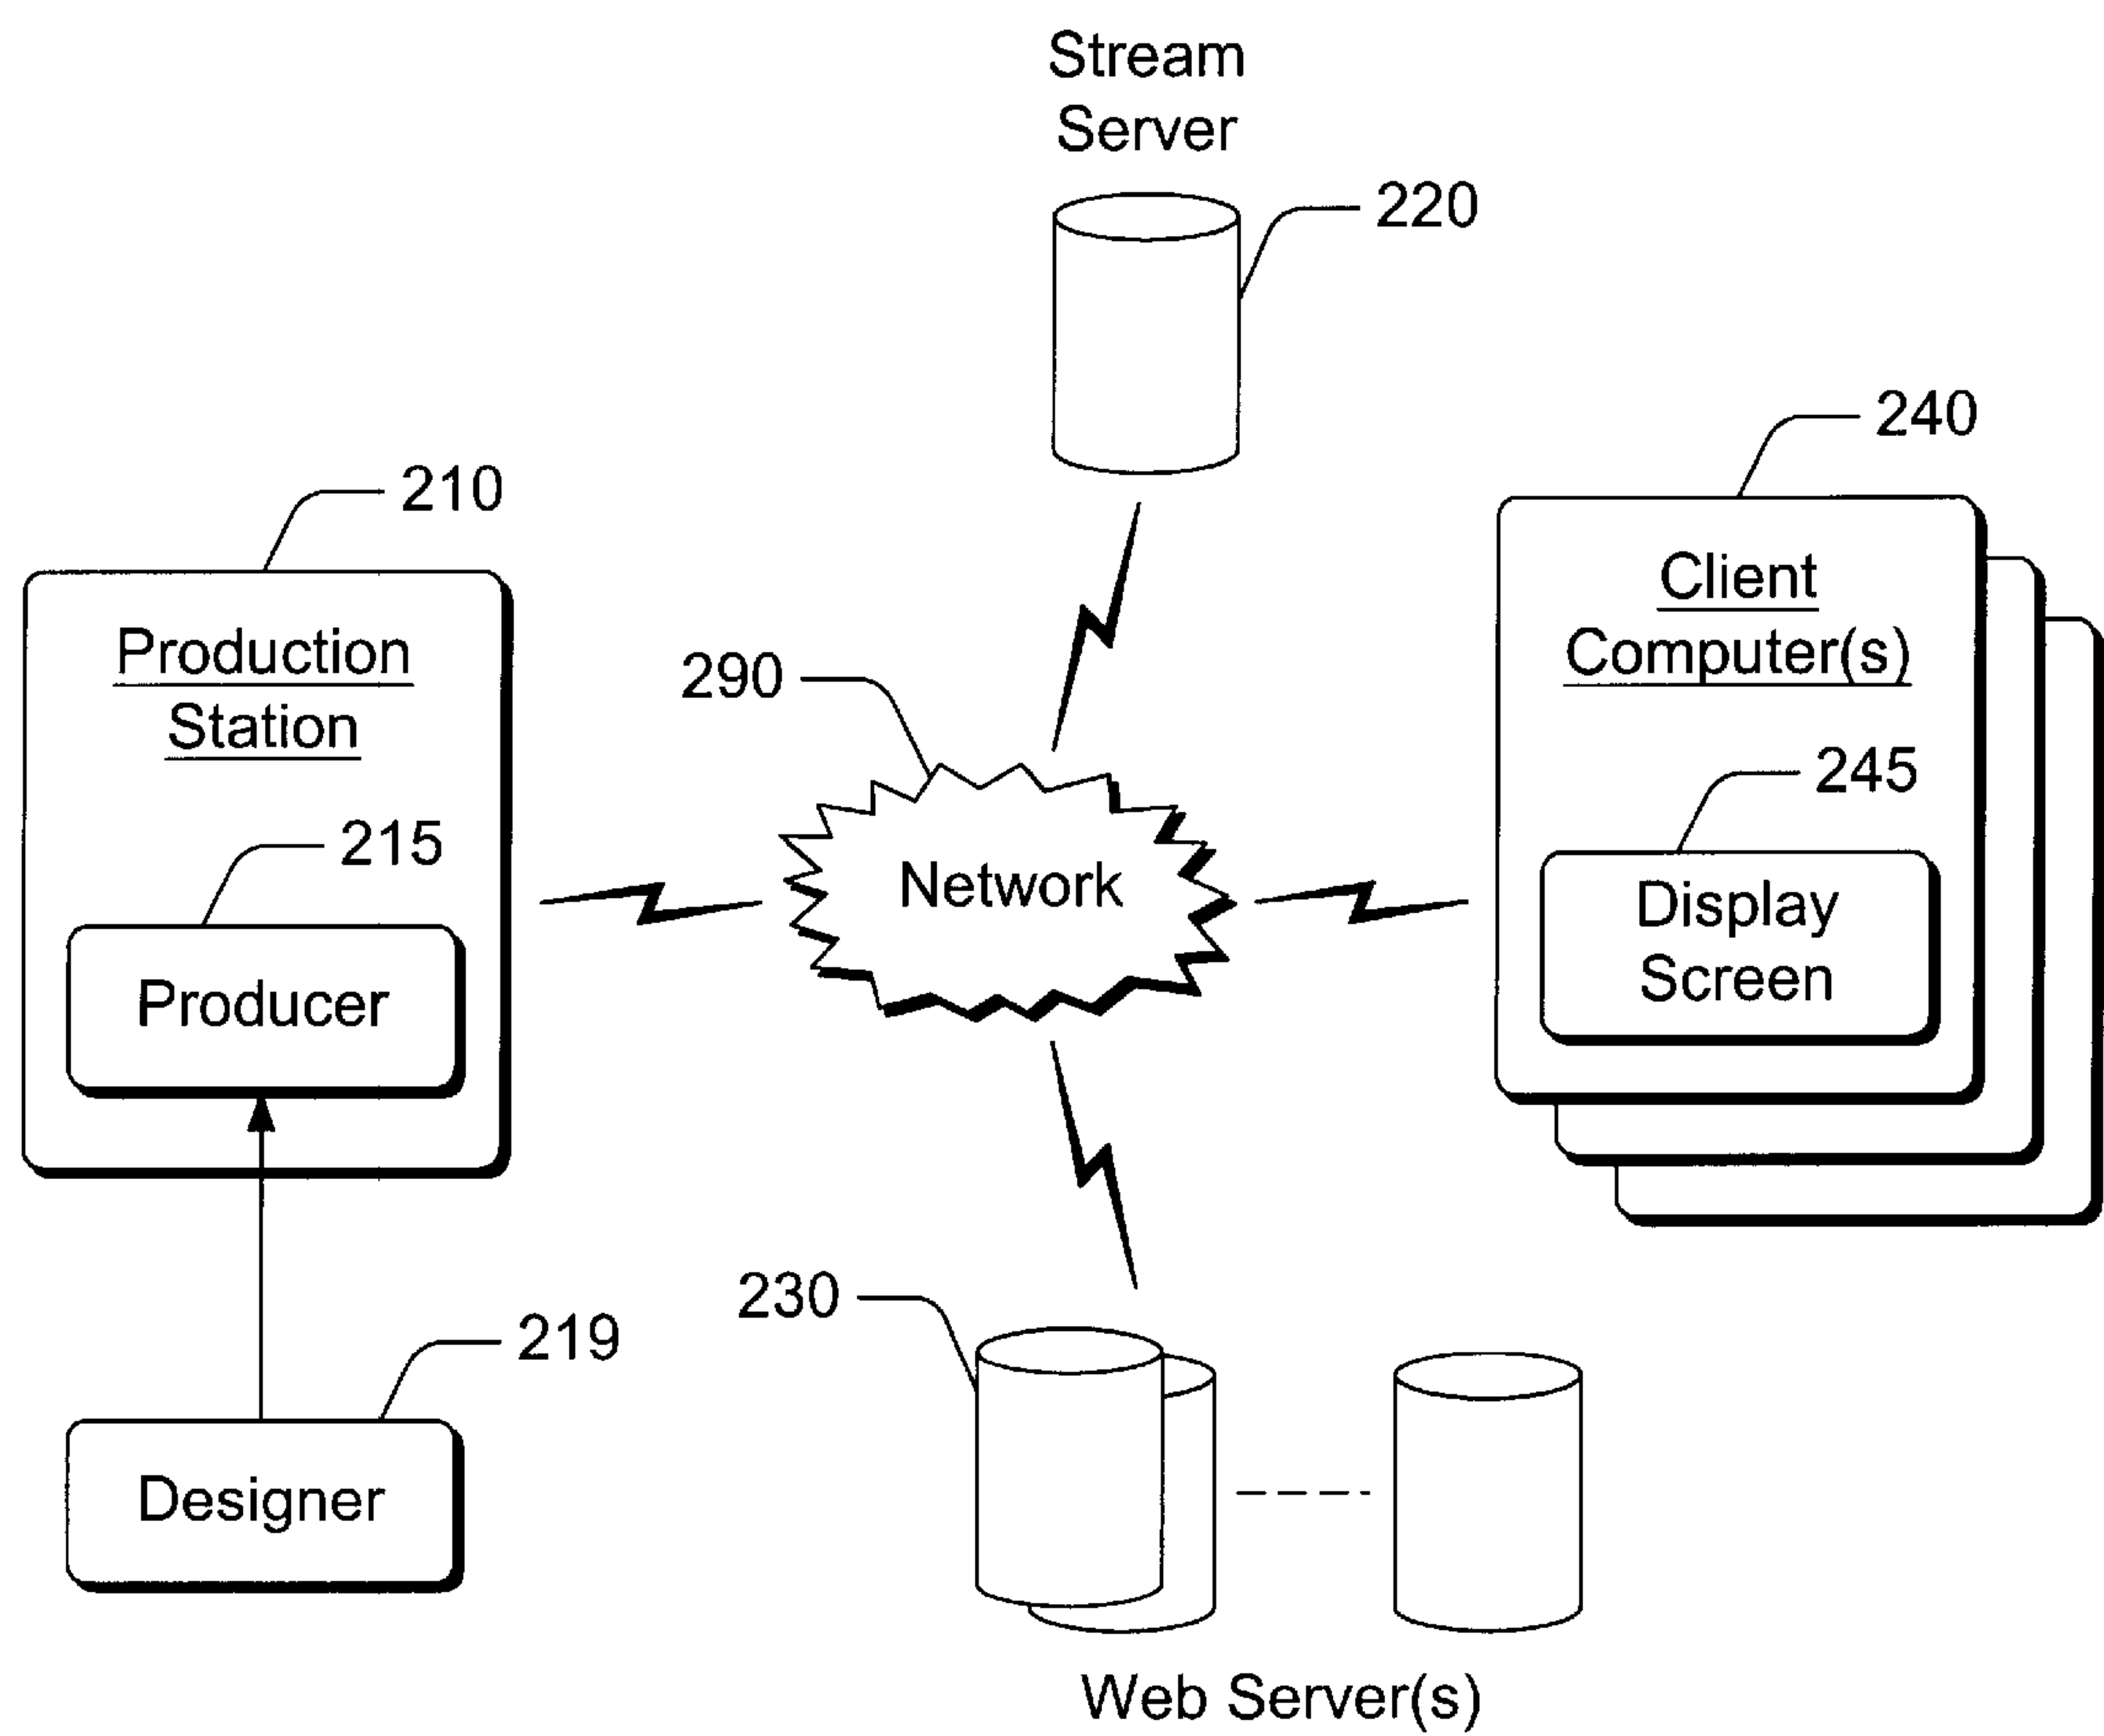 Stream
Server
220
240
210
Client
Computer(s)
Production
Station
290
245
215
Network
Display
Screen
Producer
230
219
Designer
Web Server(s)